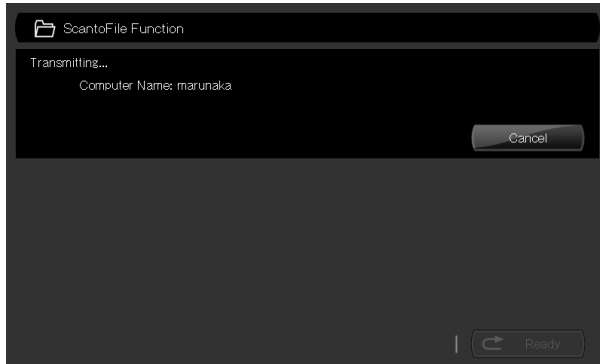 ScantoFile Function
Transmitting...
Computer Name: marunaka
Cancel
Ready